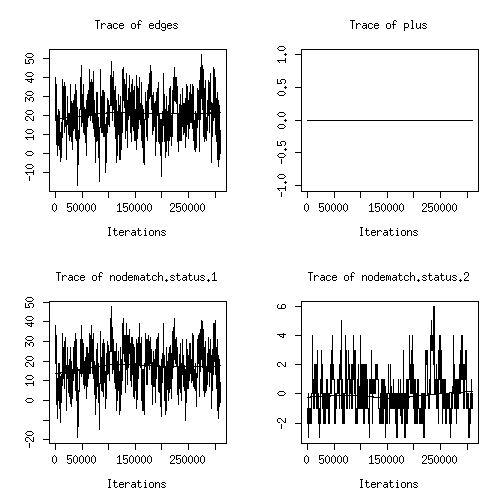 Trace of edges
50
40
30
20
10
0
-10
0 50000 150000 250000
Iterations
Trace of plus
1.0
0.5
0.0
-0.5
-1.0
0 50000 150000 250000
Iterations
Trace of nodematch.status.1
50
40
30
20
10
0
-20
0 50000 150000 250000
Iterations
Trace of nodematch.status.2
6
4
2
0
-2
0 50000 150000 250000
Iterations